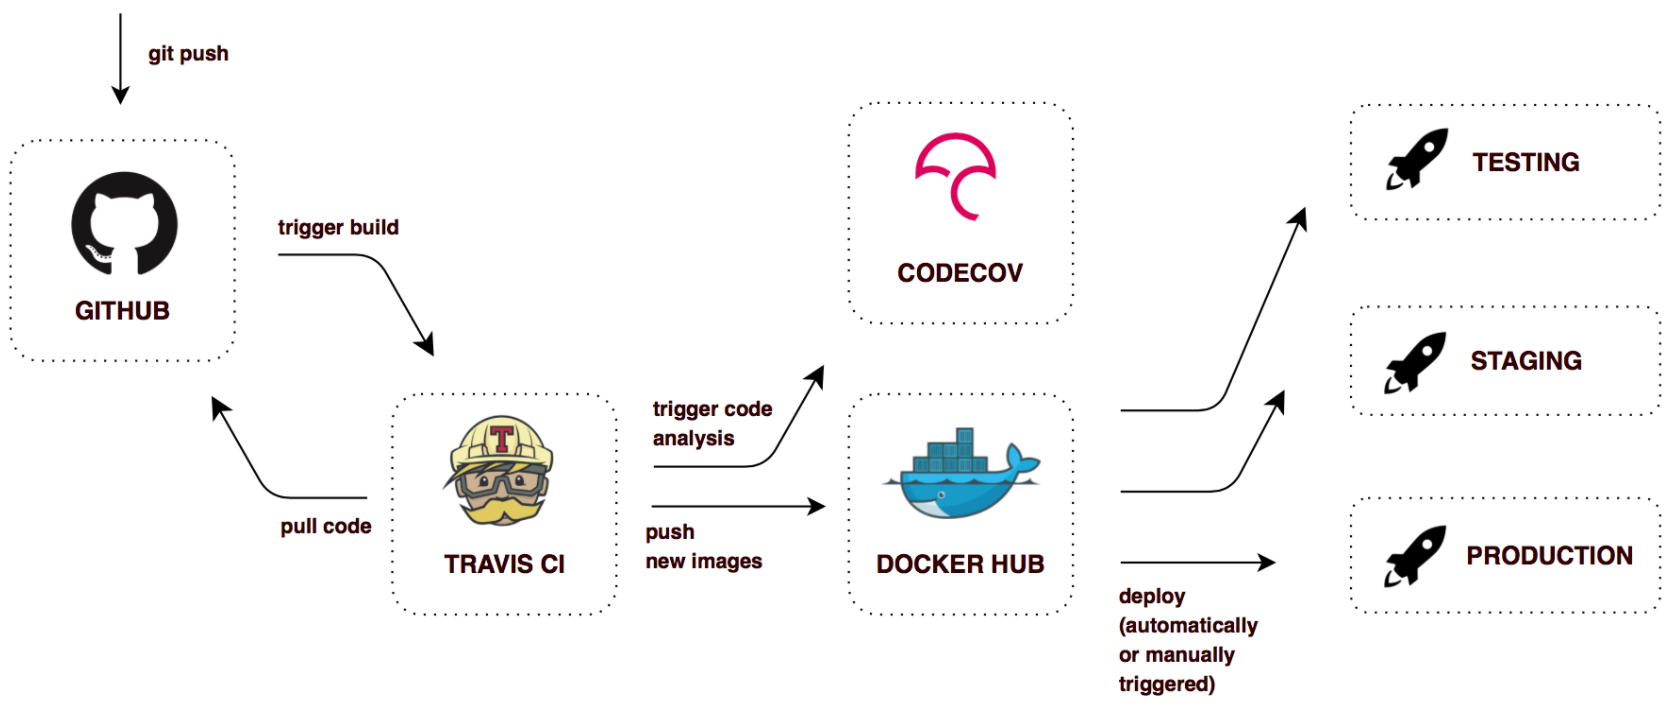 git push
GITHUB
trigger build
pull code
T
TRAVIS CI
trigger code
analysis
push
new images
CODECOV
DOCKER HUB
deploy
(automatically
or manually
triggered)
TESTING
STAGING
PRODUCTION